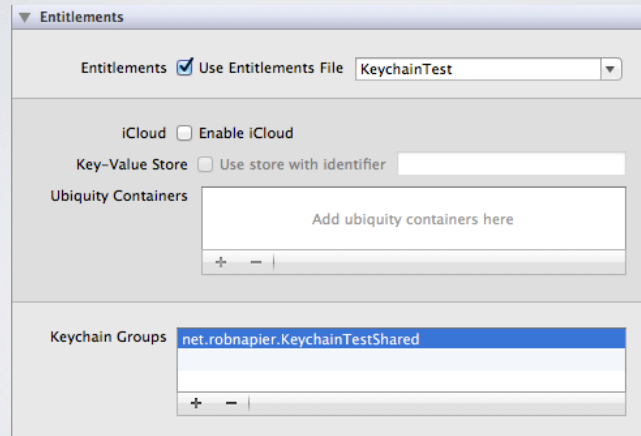 Entitlements
Entitlements Use Entitlements File KeychainTest
iCloud Enable iCloud
Key-Value Store Use store with identifier
Ubiquity Containers
Add ubiquity containers here
+ −
Keychain Groups net.robnapier.KeychainTestShared
+ −